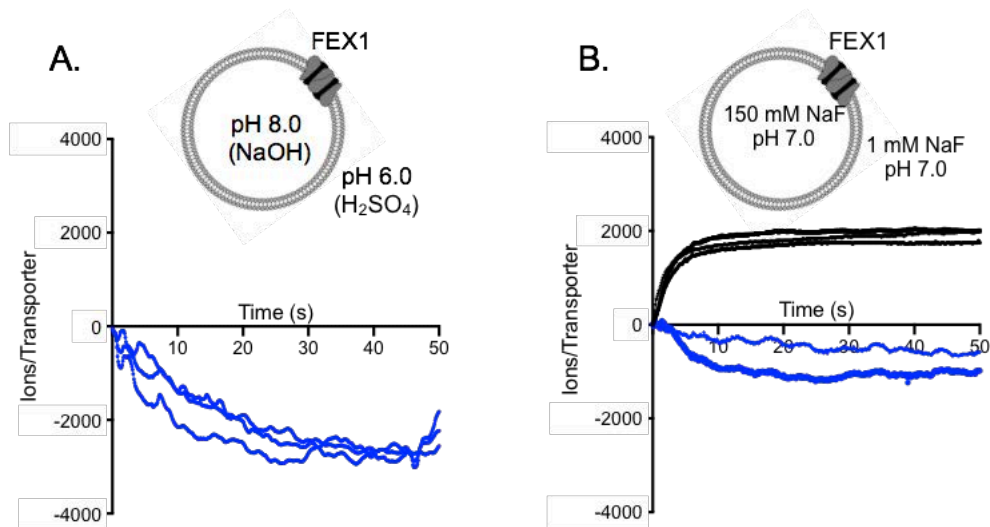 A.
FEX1
pH 8.0
(NaOH)
pH 6.0
(H₂SO₄)
Ions/Transporter
4000
2000
0
-2000
-4000
Time (s)
10
20
30
40
50
B.
FEX1
150 mM NaF
pH 7.0
1 mM NaF
pH 7.0
Ions/Transporter
4000
2000
0
-2000
-4000
Time (s)
10
20
30
40
50